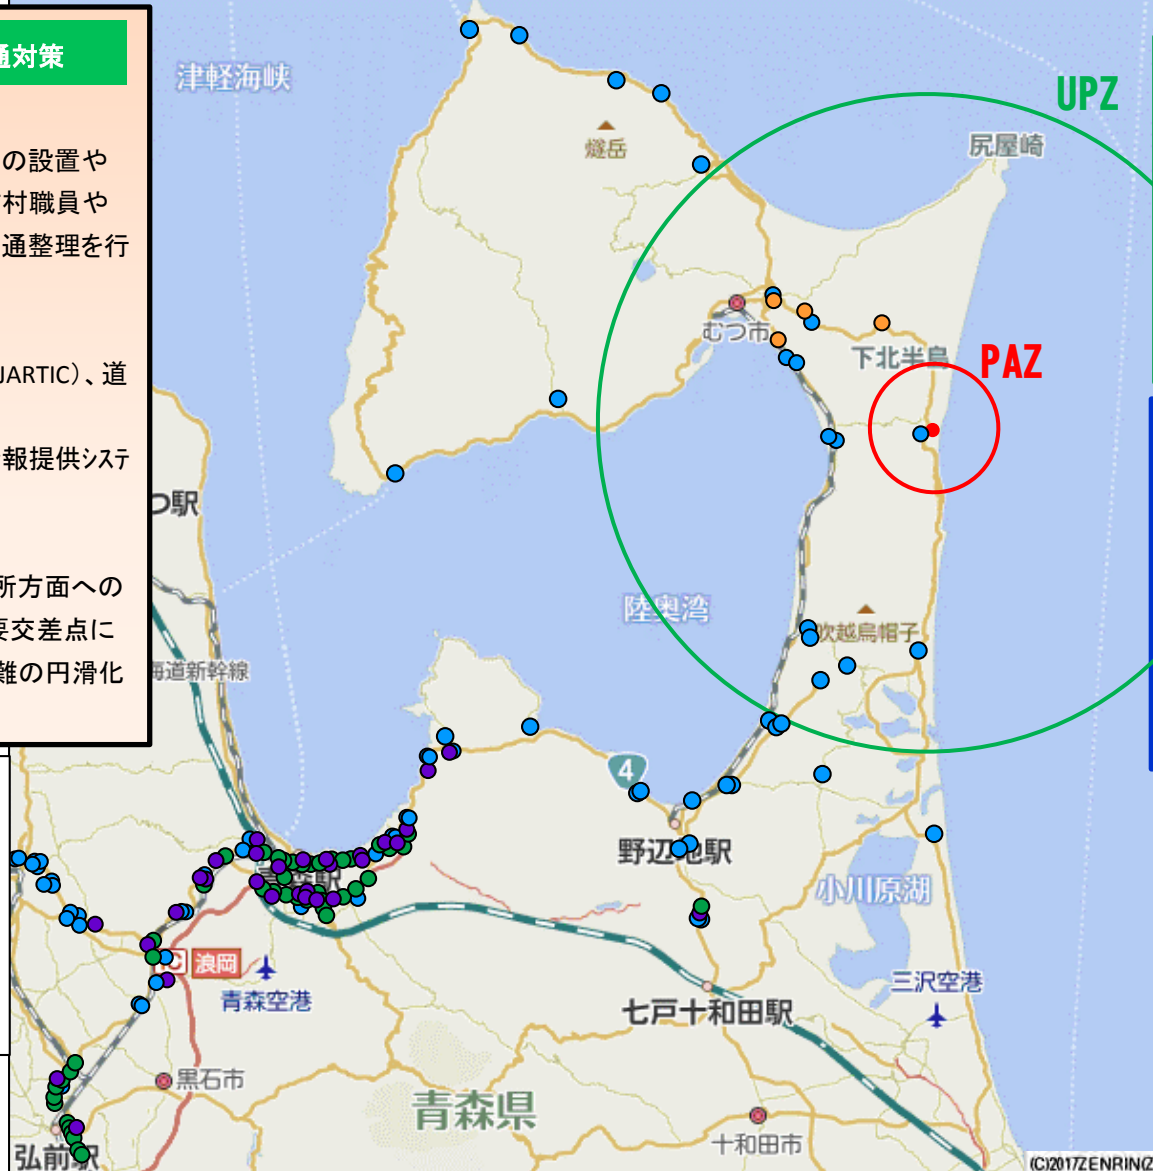 通対策
の設置や
村職員や
通整理を行
JARTIC)、道
報提供システ
所方面への
要交差点に
難の円滑化
津軽海峡
燧岳
UPZ
尻屋崎
むつ市
下北半島
PAZ
つ駅
陸奥湾
吹越烏帽子
海道新幹線
4
野辺地駅
青森駅
小川原湖
IC
浪岡
青森空港
三沢空港
七戸十和田駅
黒石市
青森県
十和田市
弘前駅
(C)2017ZENRIN(Z